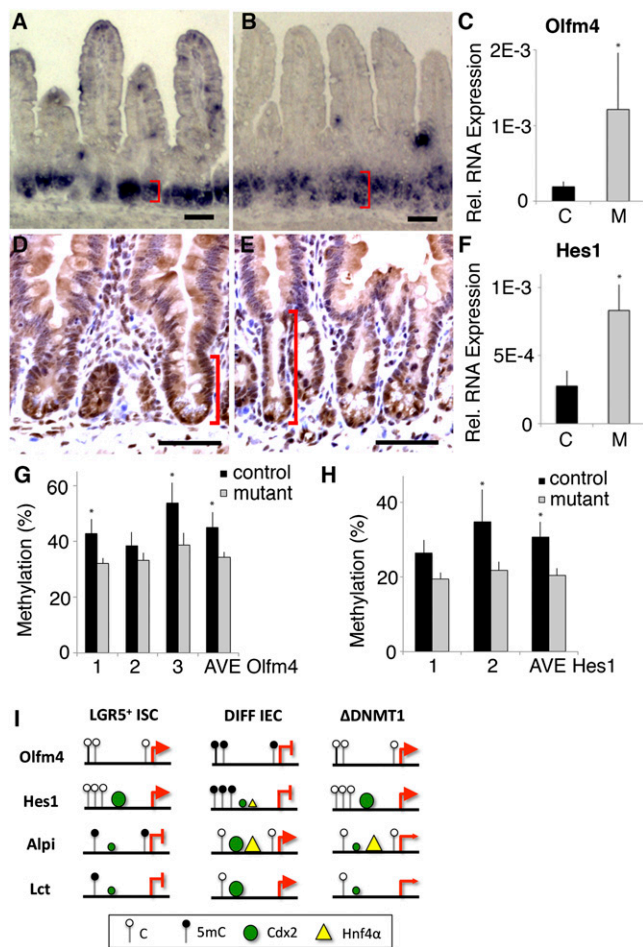 A
B
C
Olfm4
Rel. RNA Expression
2E-3
1E-3
0
*
C M
D
E
F
Hes1
Rel. RNA Expression
1E-3
5E-4
0
*
C M
G
Methylation (%)
60
40
20
0
control
mutant
* * *
1 2 3 AVE Olfm4
H
Methylation (%)
40
20
0
control
mutant
* *
1 2 AVE Hes1
I
LGR5+ ISC DIFF IEC ΔDNMT1
Olfm4
Hes1
Alpi
Lct
C 5mC Cdx2 Hnf4α